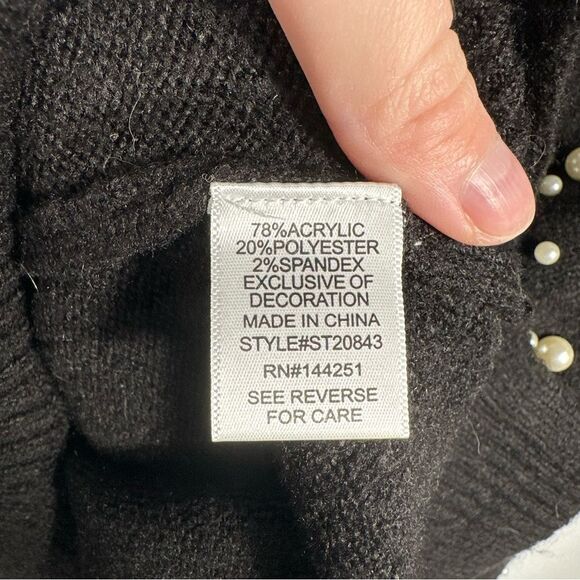 78%ACRYLIC
20%POLYESTER
2%SPANDEX
EXCLUSIVE OF
DECORATION
MADE IN CHINA
STYLE#ST20843
RN#144251
SEE REVERSE
FOR CARE